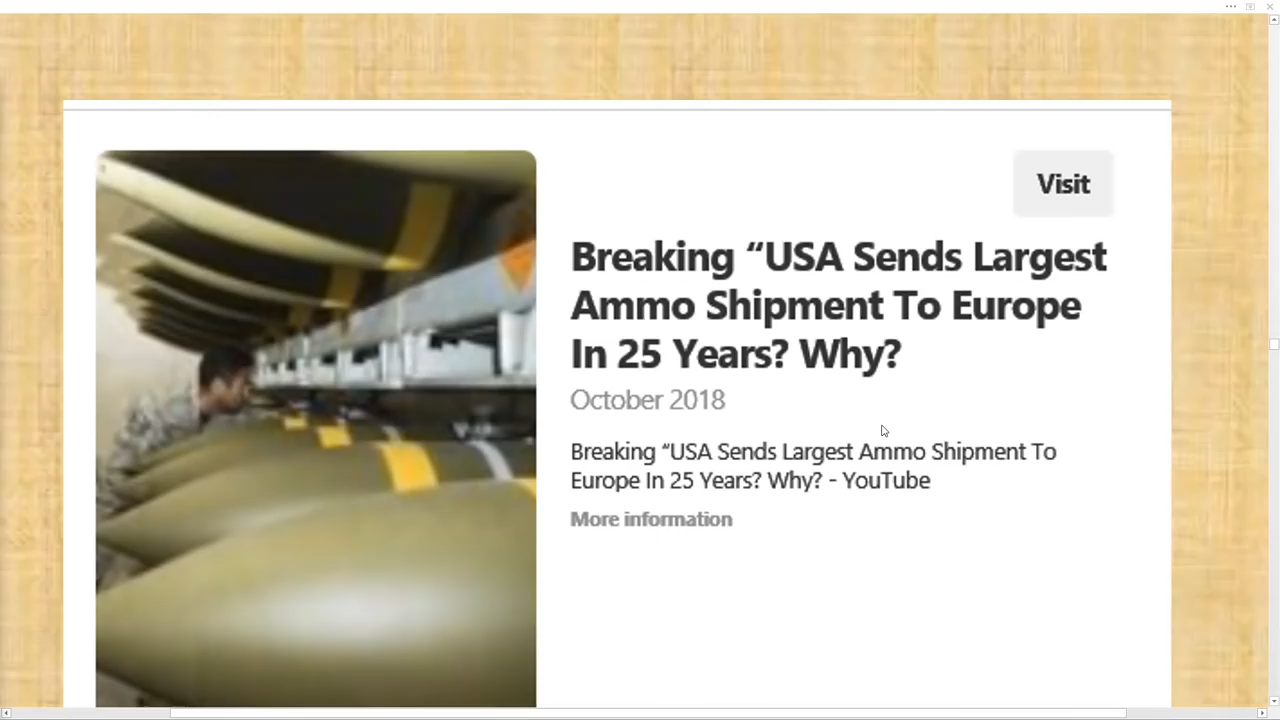 Visit
Breaking “USA Sends Largest
Ammo Shipment To Europe
In 25 Years? Why?
October 2018
Breaking “USA Sends Largest Ammo Shipment To
Europe In 25 Years? Why? - YouTube
More information